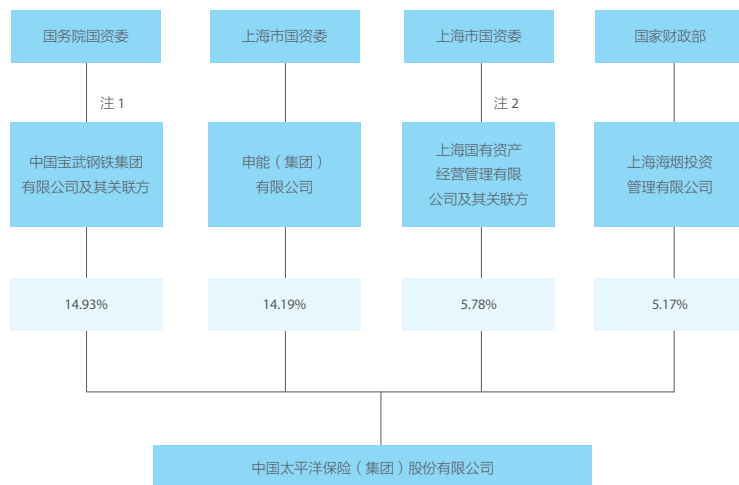 国务院国资委
上海市国资委
上海市国资委
国家财政部
注 1
注 2
中国宝武钢铁集团
有限公司及其关联方
申能（集团）
有限公司
上海国有资产
经营管理有限
公司及其关联方
上海海烟投资
管理有限公司
14.93%
14.19%
5.78%
5.17%
中国太平洋保险（集团）股份有限公司